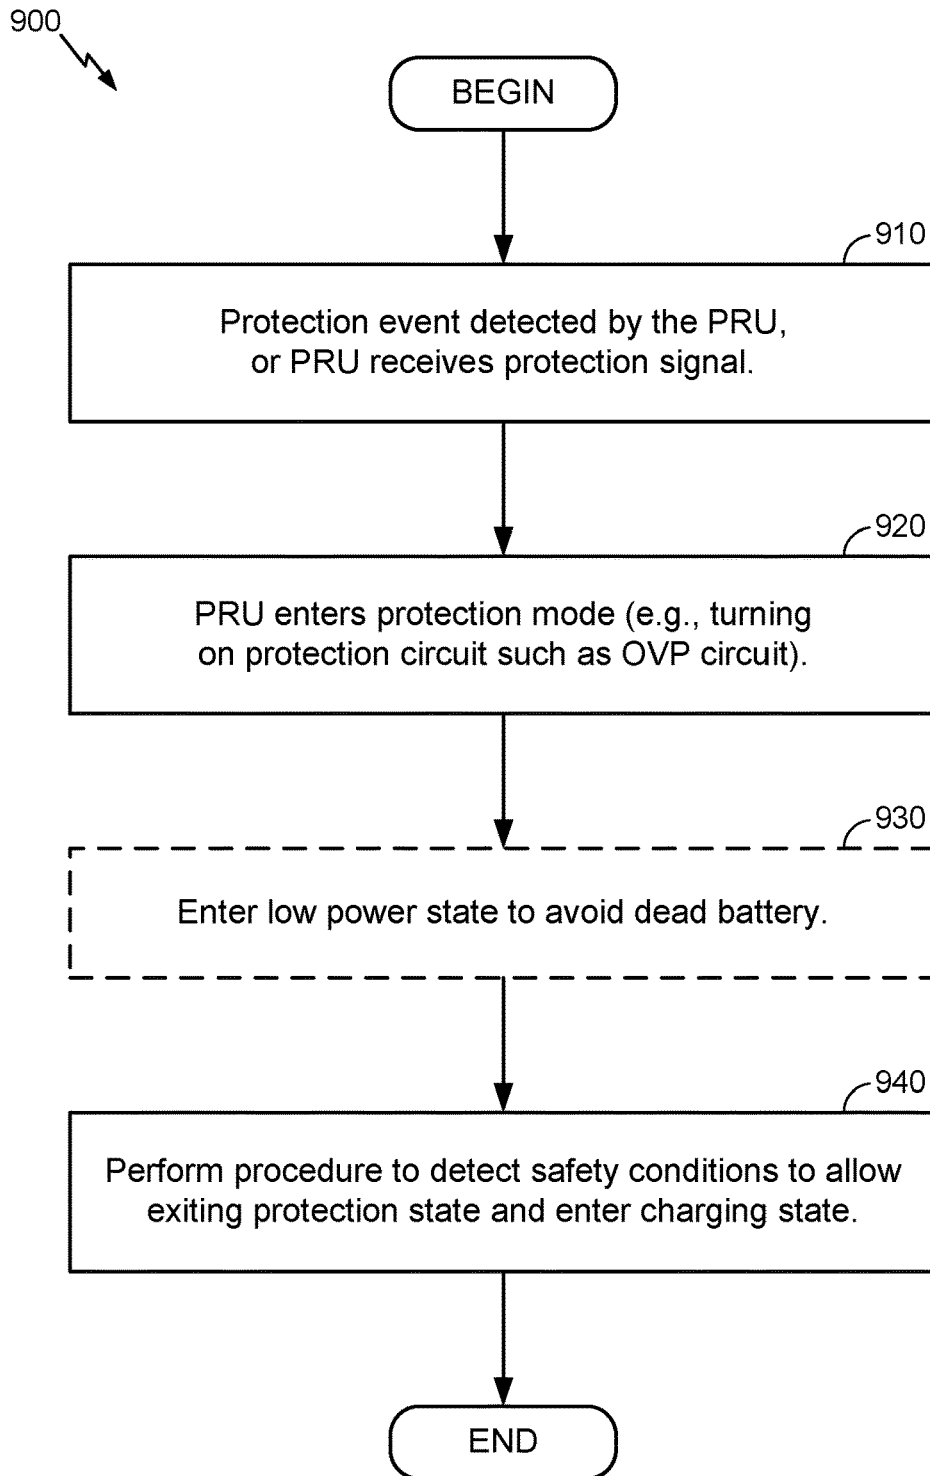 900
BEGIN
910
Protection event detected by the PRU,
or PRU receives protection signal.
920
PRU enters protection mode (e.g., turning
on protection circuit such as OVP circuit).
930
Enter low power state to avoid dead battery.
940
Perform procedure to detect safety conditions to allow
exiting protection state and enter charging state.
END